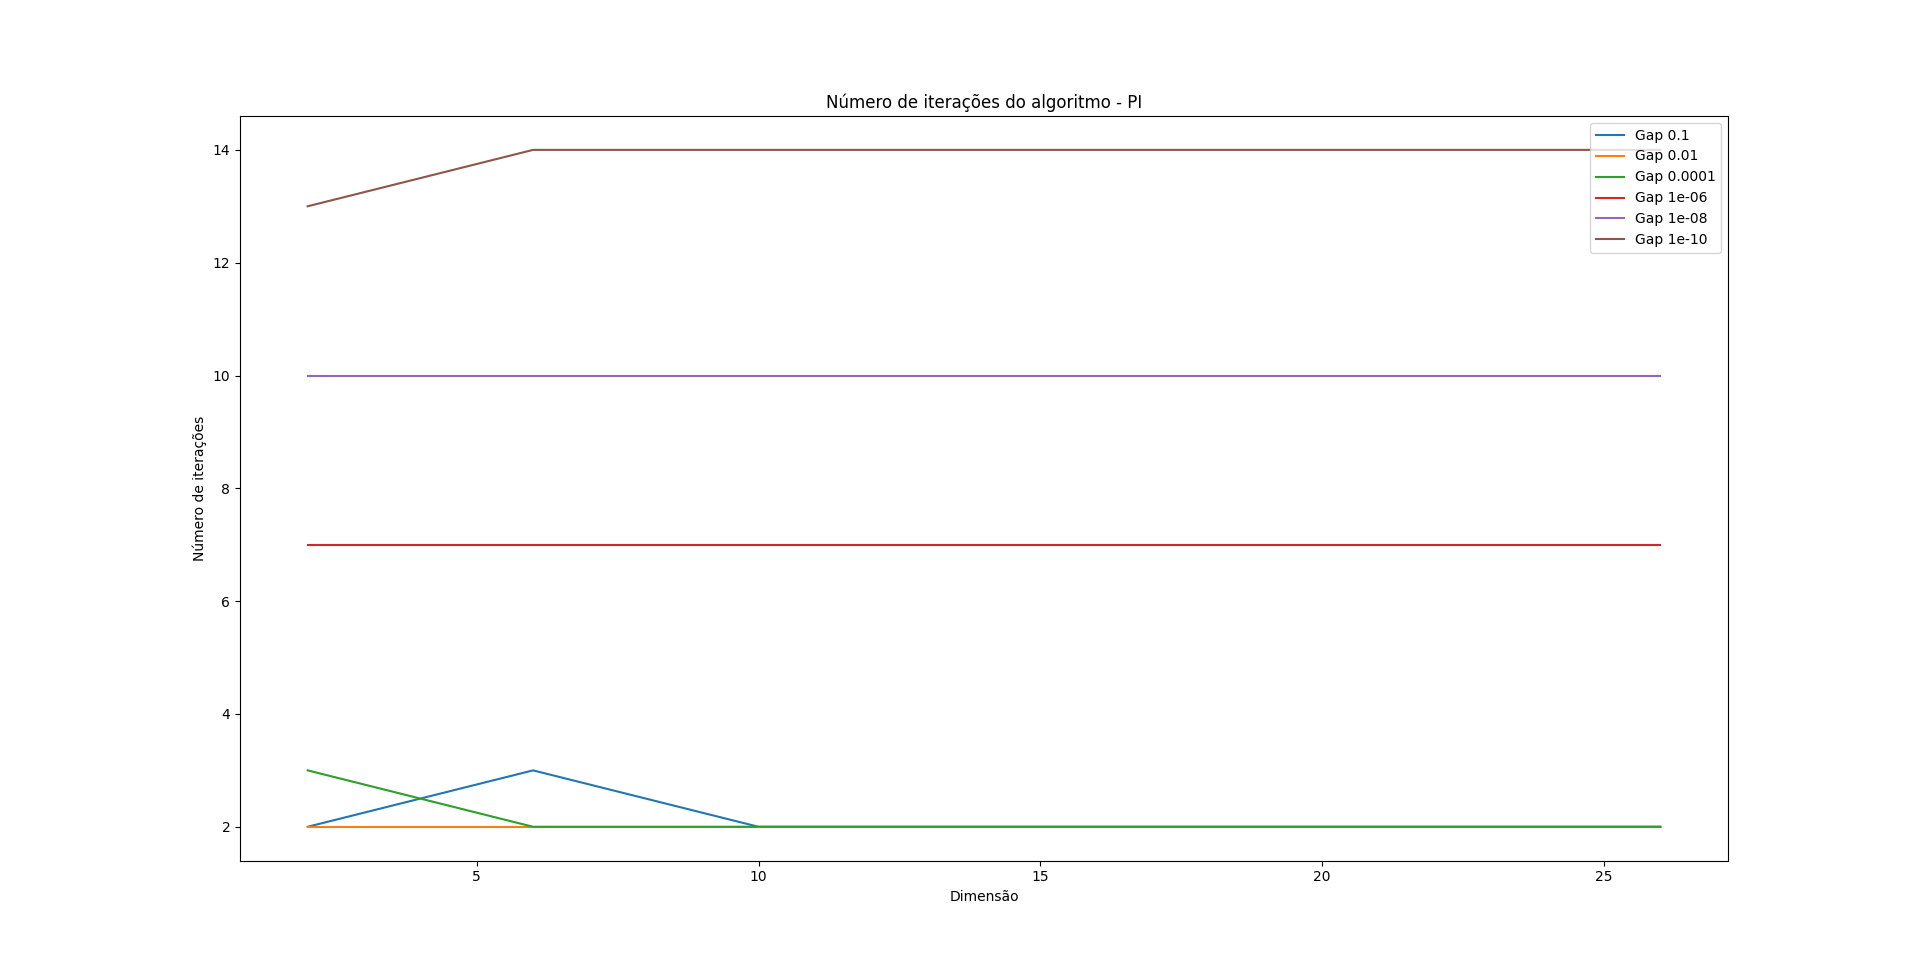 Número de iterações do algoritmo - PI
Gap 0.1
Gap 0.01
Gap 0.0001
Gap 1e-06
Gap 1e-08
Gap 1e-10
14
12
10
8
6
4
2
Número de iterações
5 10 15 20 25
Dimensão